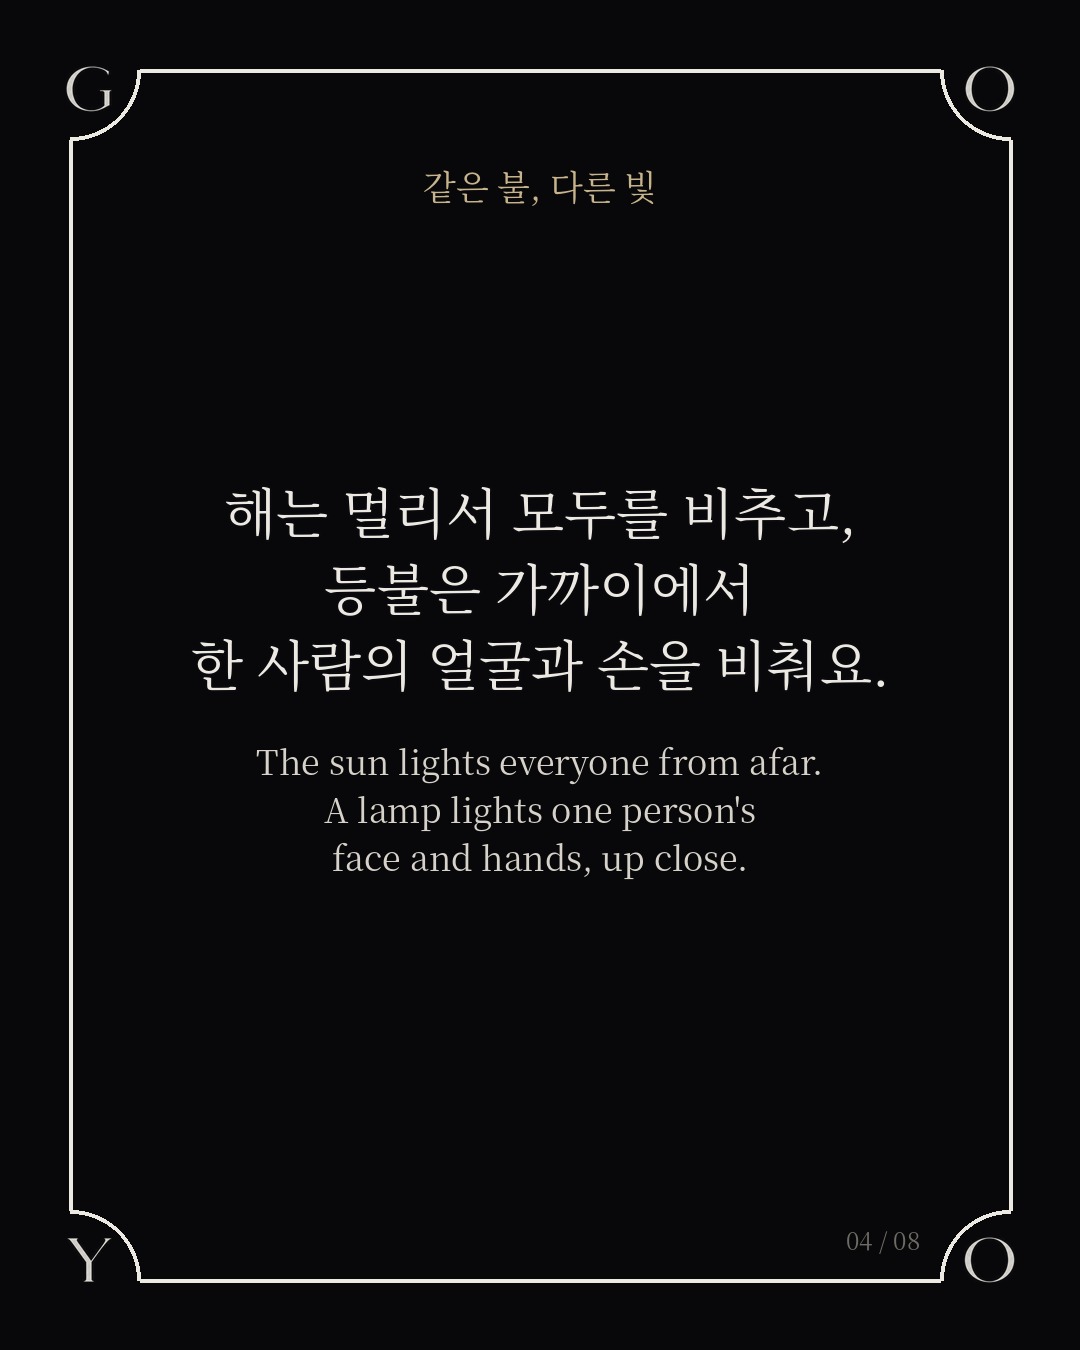 G O
같은 불, 다른 빛
해는 멀리서 모두를 비추고,
등불은 가까이에서
한 사람의 얼굴과 손을 비춰요.
The sun lights everyone from afar.
A lamp lights one person's
face and hands, up close.
04 / 08
Y O